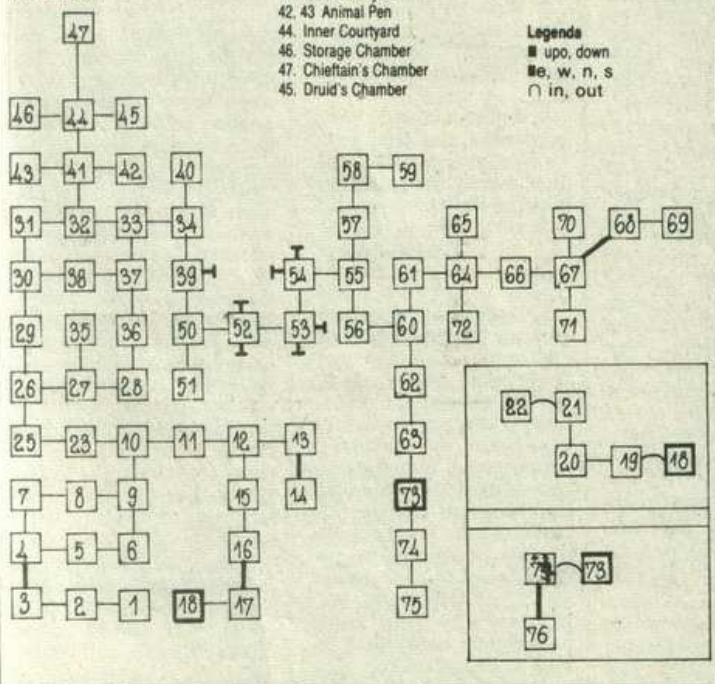 42, 43 Animal Pen
44. Inner Courtyard
46. Storage Chamber
47. Chieftain's Chamber
45. Druid's Chamber
Legenda
upo, down
e, w, n, s
in, out
47
46 44 45
43 41 42 40 58 59
31 32 33 34 57 65 70 68 69
30 38 37 39 54 55 61 64 66 67
29 35 36 50 52 53 56 60 72 71
26 27 28 51 62
25 23 10 11 12 13 63
7 8 9 15 14 73
4 5 6 16 74
3 2 1 18 17 75
22 21
20 19 18
73
76